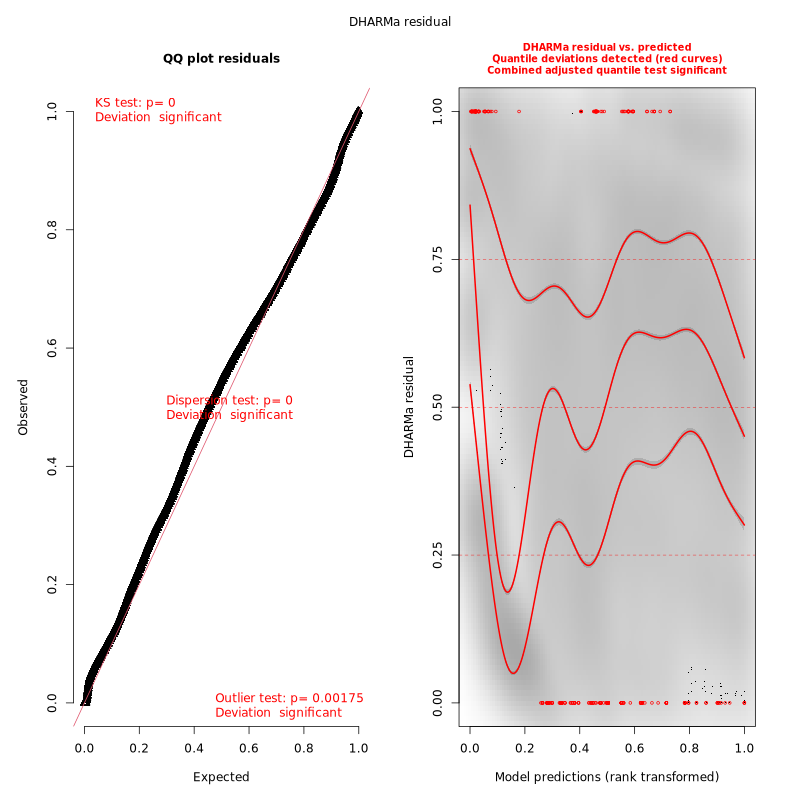 DHARMa residual
QQ plot residuals
KS test: p= 0
Deviation significant
Dispersion test: p= 0
Deviation significant
Outlier test: p= 0.00175
Deviation significant
Observed
0.0
0.2
0.4
0.6
0.8
1.0
0.0
0.2
0.4
0.6
0.8
1.0
Expected
DHARMa residual vs. predicted
Quantile deviations detected (red curves)
Combined adjusted quantile test significant
DHARMa residual
0.00
0.25
0.50
0.75
1.00
0.0
0.2
0.4
0.6
0.8
1.0
Model predictions (rank transformed)